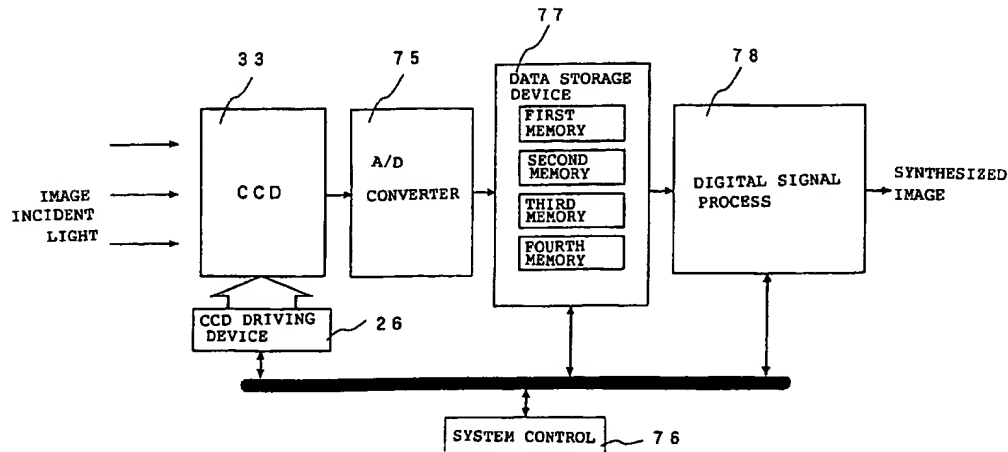 33
75
77
78
DATA STORAGE
DEVICE
FIRST
MEMORY
SECOND
MEMORY
THIRD
MEMORY
FOURTH
MEMORY
A/D
CONVERTER
CCD
DIGITAL SIGNAL
PROCESS
SYNTHESIZED
IMAGE
IMAGE
INCIDENT
LIGHT
CCD DRIVING
DEVICE
26
SYSTEM CONTROL
76